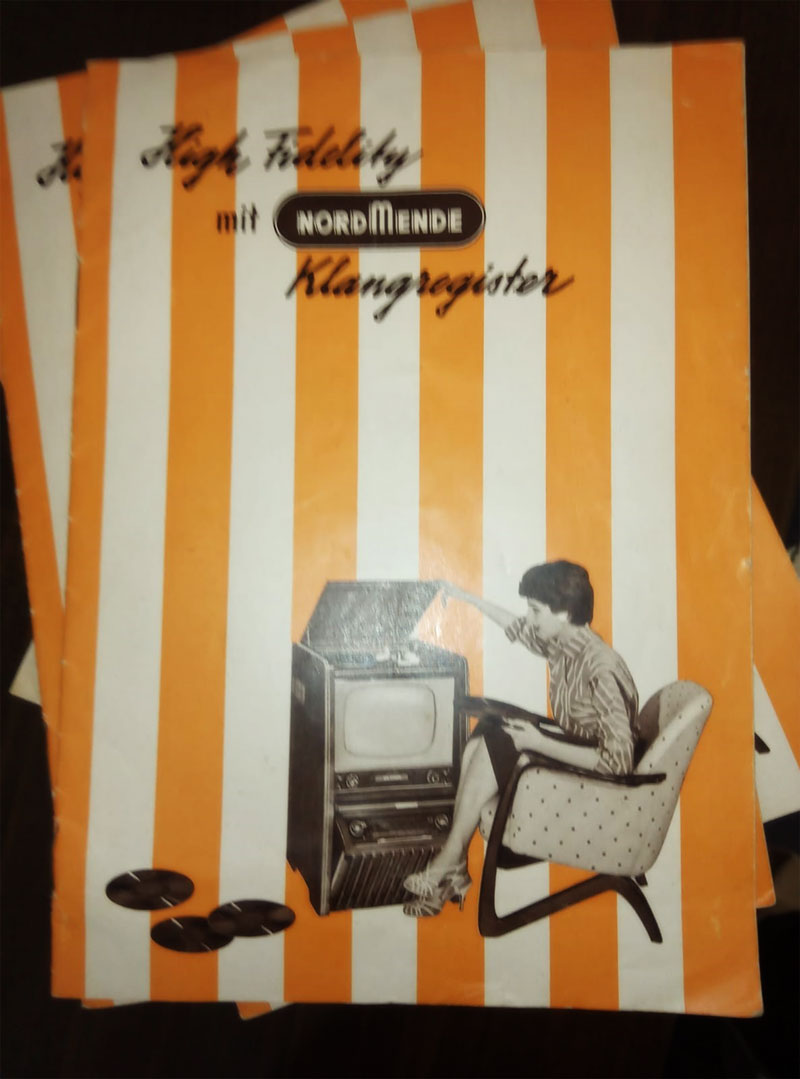 High Fidelity
mit NORDMENDE
Klangregister